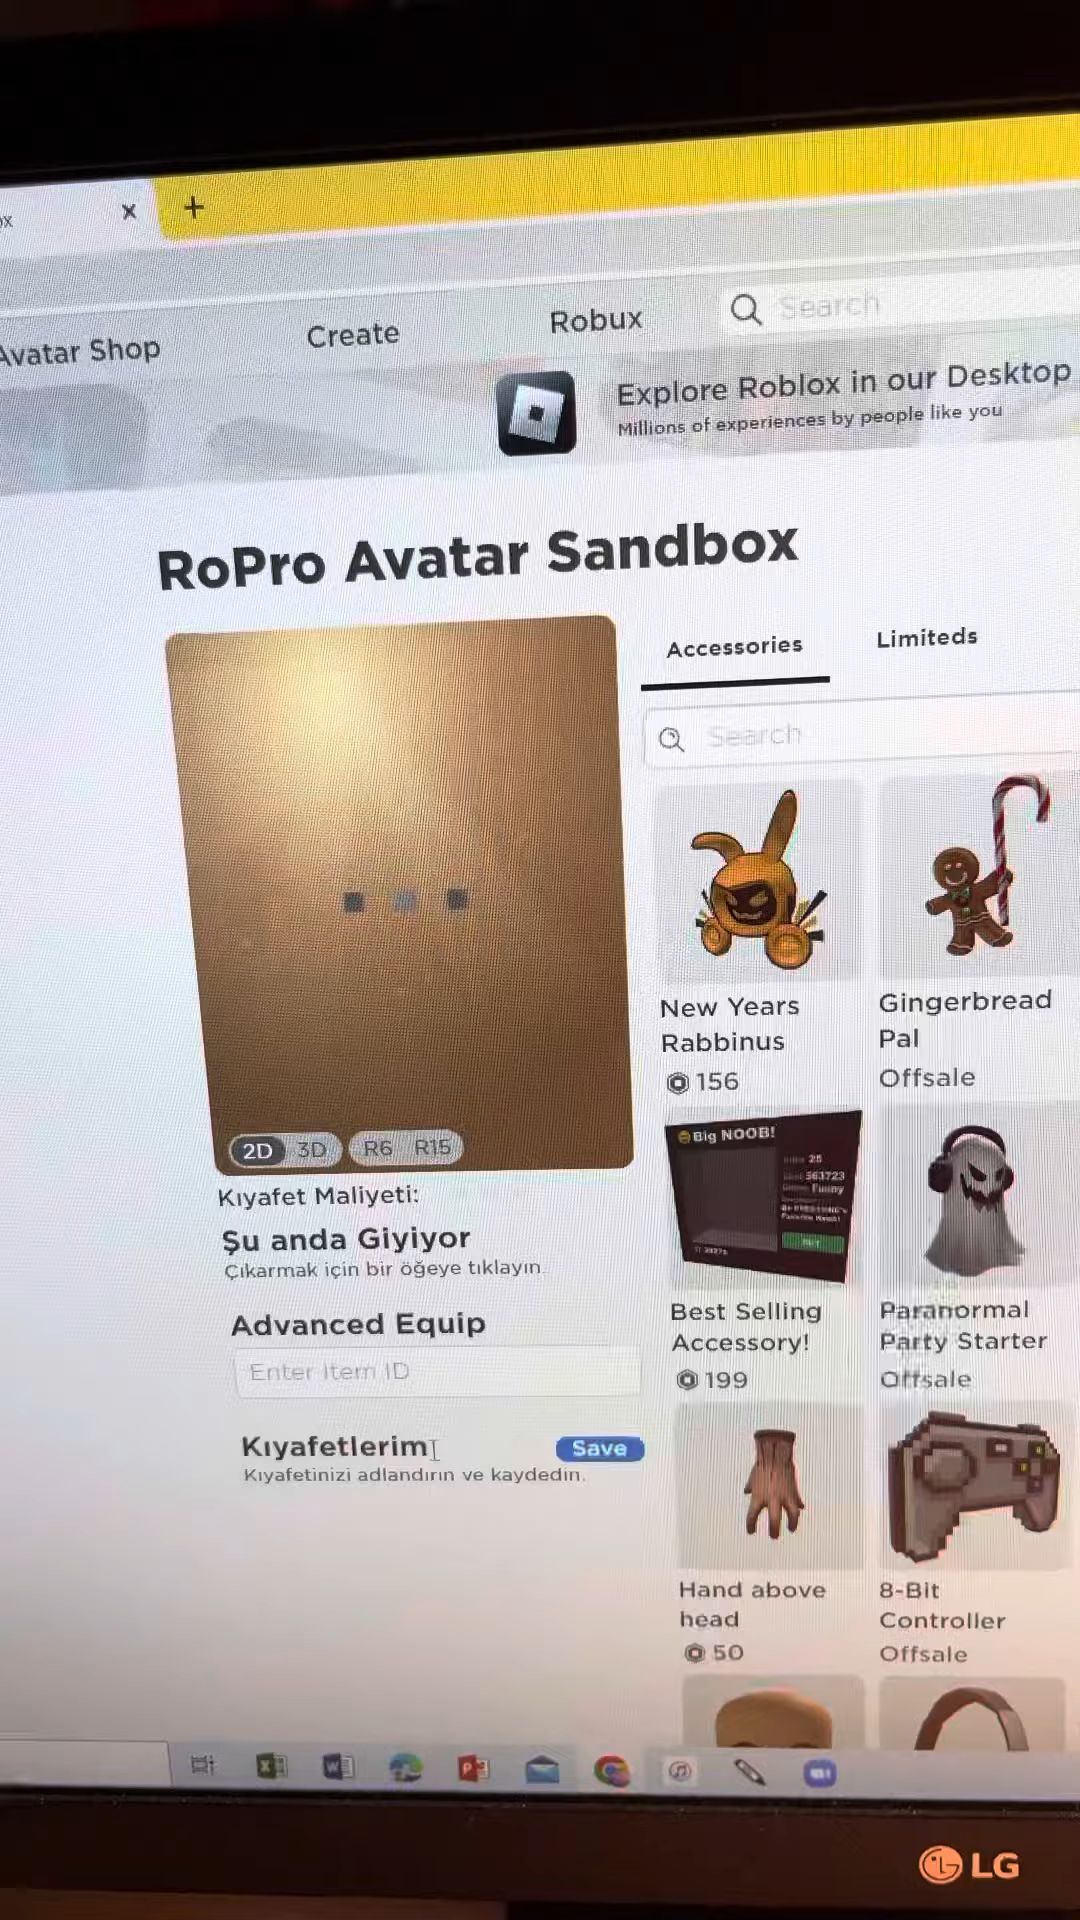 Avatar Shop
Create
Robux
Search
Explore Roblox in our Desktop
Millions of experiences by people like you
RoPro Avatar Sandbox
Accessories
Limiteds
Search
New Years
Rabbinus
156
Gingerbread
Pal
Offsale
2D 3D R6 R15
Kıyafet Maliyeti:
Şu anda Giyiyor
Çıkarmak için bir öğeye tıklayın.
Advanced Equip
Enter Item ID
Kıyafetlerim
Save
Kıyafetinizi adlandırın ve kaydedin.
Big NOOB!
25
563723
Funny
Best Selling
Accessory!
199
Paranormal
Party Starter
Offsale
Hand above
head
50
8-Bit
Controller
Offsale
LG